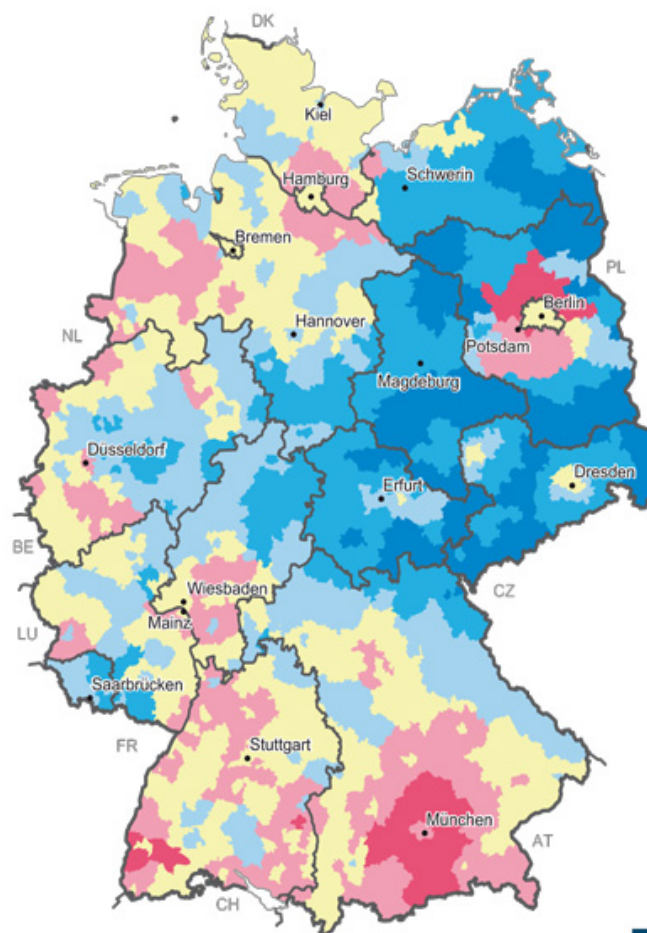 DK
Kiel
Hamburg
Schwerin
Bremen
PL
Berlin
NL
Hannover
Potsdam
Magdeburg
Düsseldorf
Erfurt
Dresden
BE
Wiesbaden
CZ
LU
Mainz
Saarbrücken
FR
Stuttgart
München
AT
CH